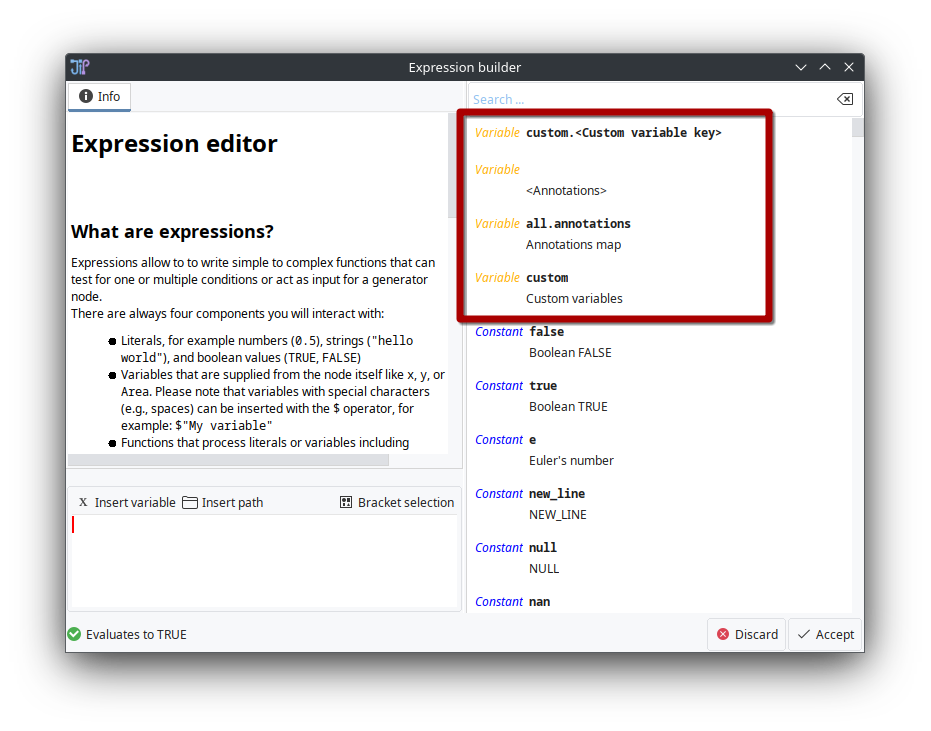 JIP
Expression builder
Info
Expression editor
What are expressions?
Expressions allow to to write simple to complex functions that can
test for one or multiple conditions or act as input for a generator
node.
There are always four components you will interact with:
Literals, for example numbers (0.5), strings ("hello
world"), and boolean values (TRUE, FALSE)
Variables that are supplied from the node itself like x, y, or
Area. Please note that variables with special characters
(e.g., spaces) can be inserted with the $ operator, for
example: $"My variable"
Functions that process literals or variables including
X Insert variable
Insert path
Bracket selection
Evaluates to TRUE
Search ...
Variable custom.<Custom variable key>
Variable
<Annotations>
Variable all.annotations
Annotations map
Variable custom
Custom variables
Constant false
Boolean FALSE
Constant true
Boolean TRUE
Constant e
Euler's number
Constant new_line
NEW_LINE
Constant null
NULL
Constant nan
Discard
Accept